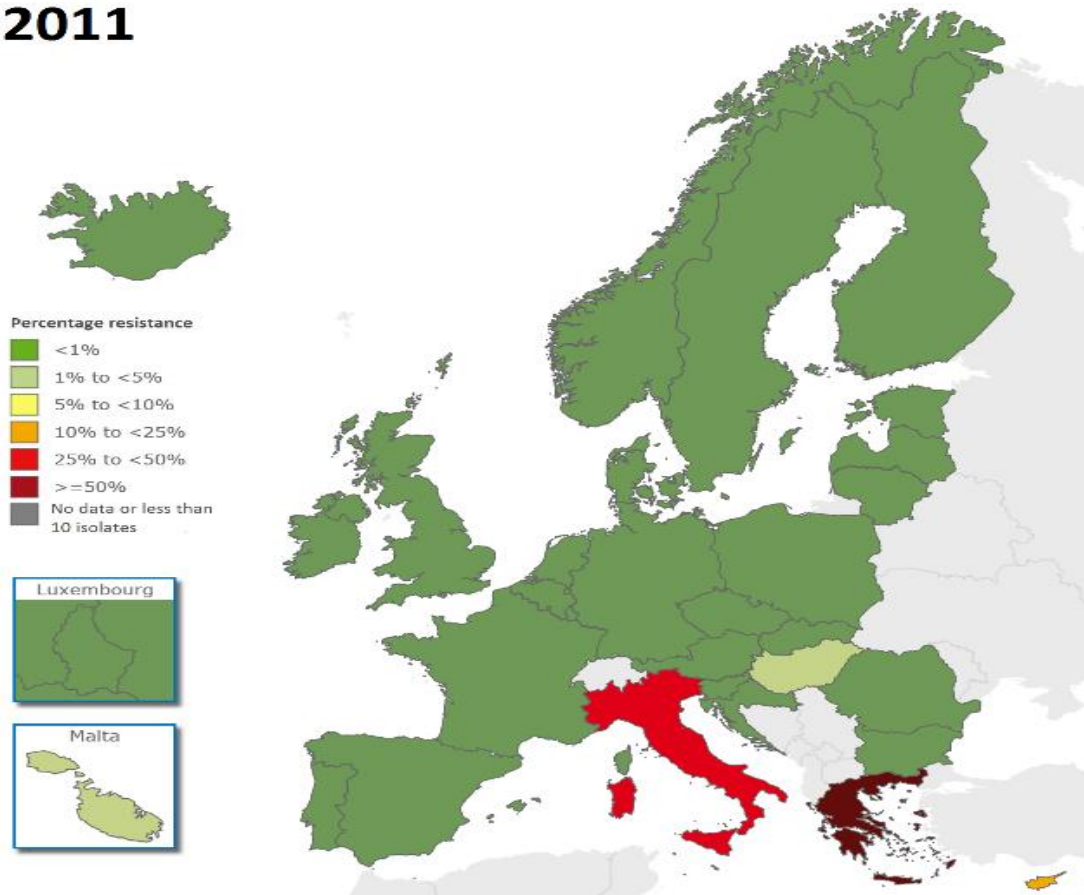 2011
Percentage resistance
<1%
1% to <5%
5% to <10%
10% to <25%
25% to <50%
>=50%
No data or less than
10 isolates
Luxembourg
Malta